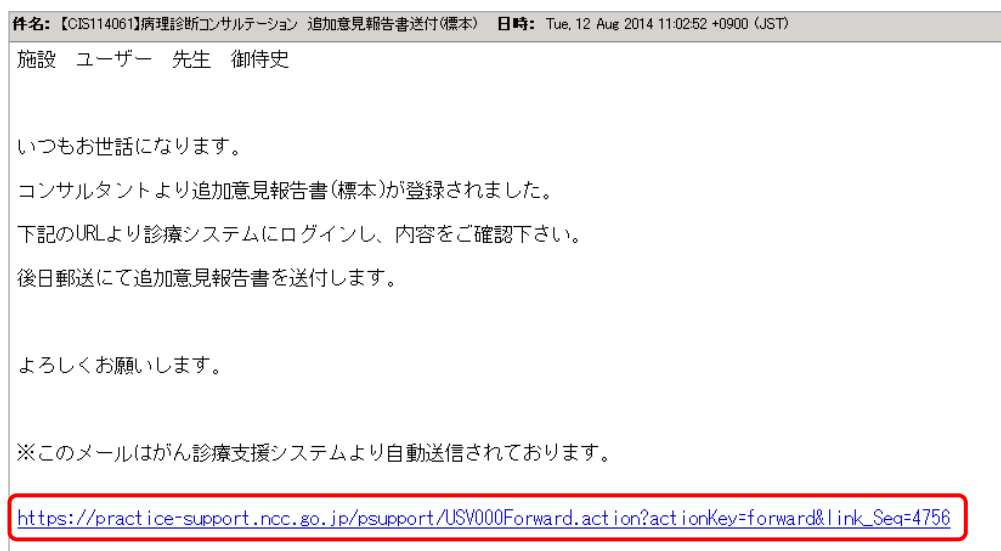 件名:【CIS114061】病理診断コンサルテーション 追加意見報告書送付(標本) 日時: Tue, 12 Aug 2014 11:02:52 +0900 (JST)
施設 ユーザー 先生 御侍史
いつもお世話になります。
コンサルタントより追加意見報告書(標本)が登録されました。
下記のURLより診療システムにログインし、内容をご確認下さい。
後日郵送にて追加意見報告書を送付します。
よろしくお願いします。
※このメールはがん診療支援システムより自動送信されております。
https://practice-support.ncc.go.jp/psupport/USV000Forward.action?actionKey=forward&link_Seq=4756